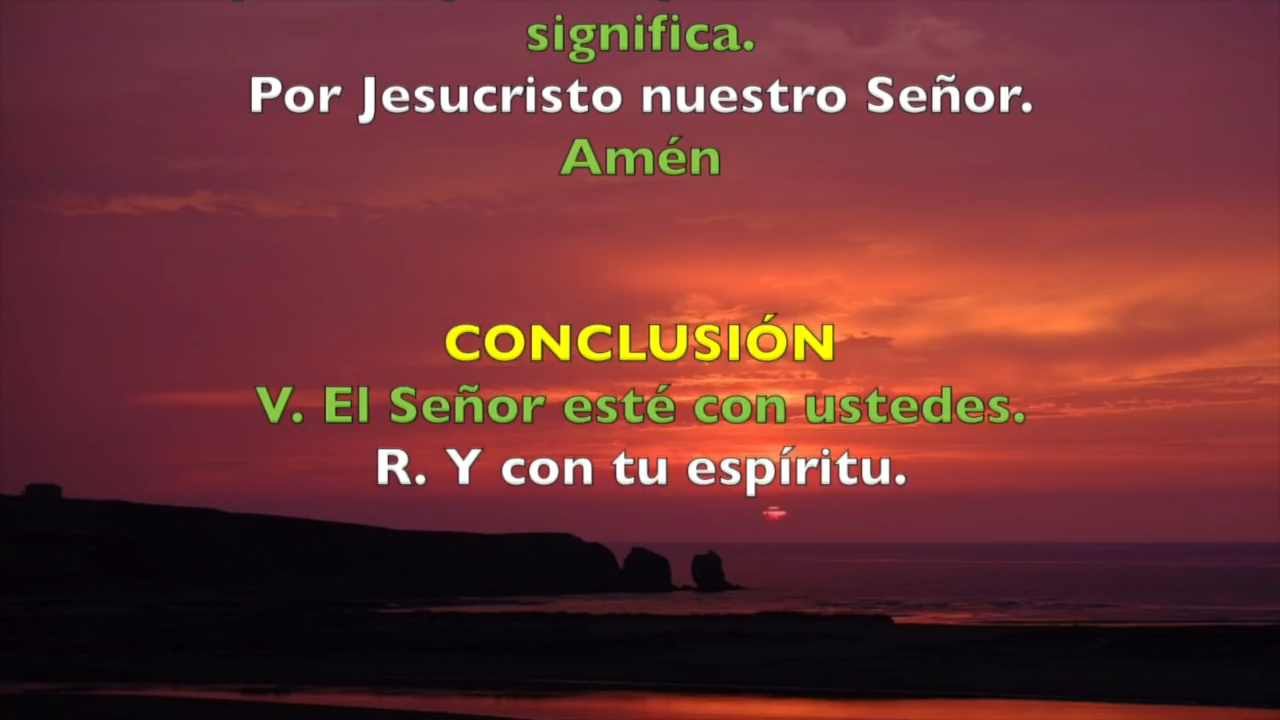 significa.
Por Jesucristo nuestro Señor.
Amén
CONCLUSIÓN
V. El Señor esté con ustedes.
R. Y con tu espíritu.